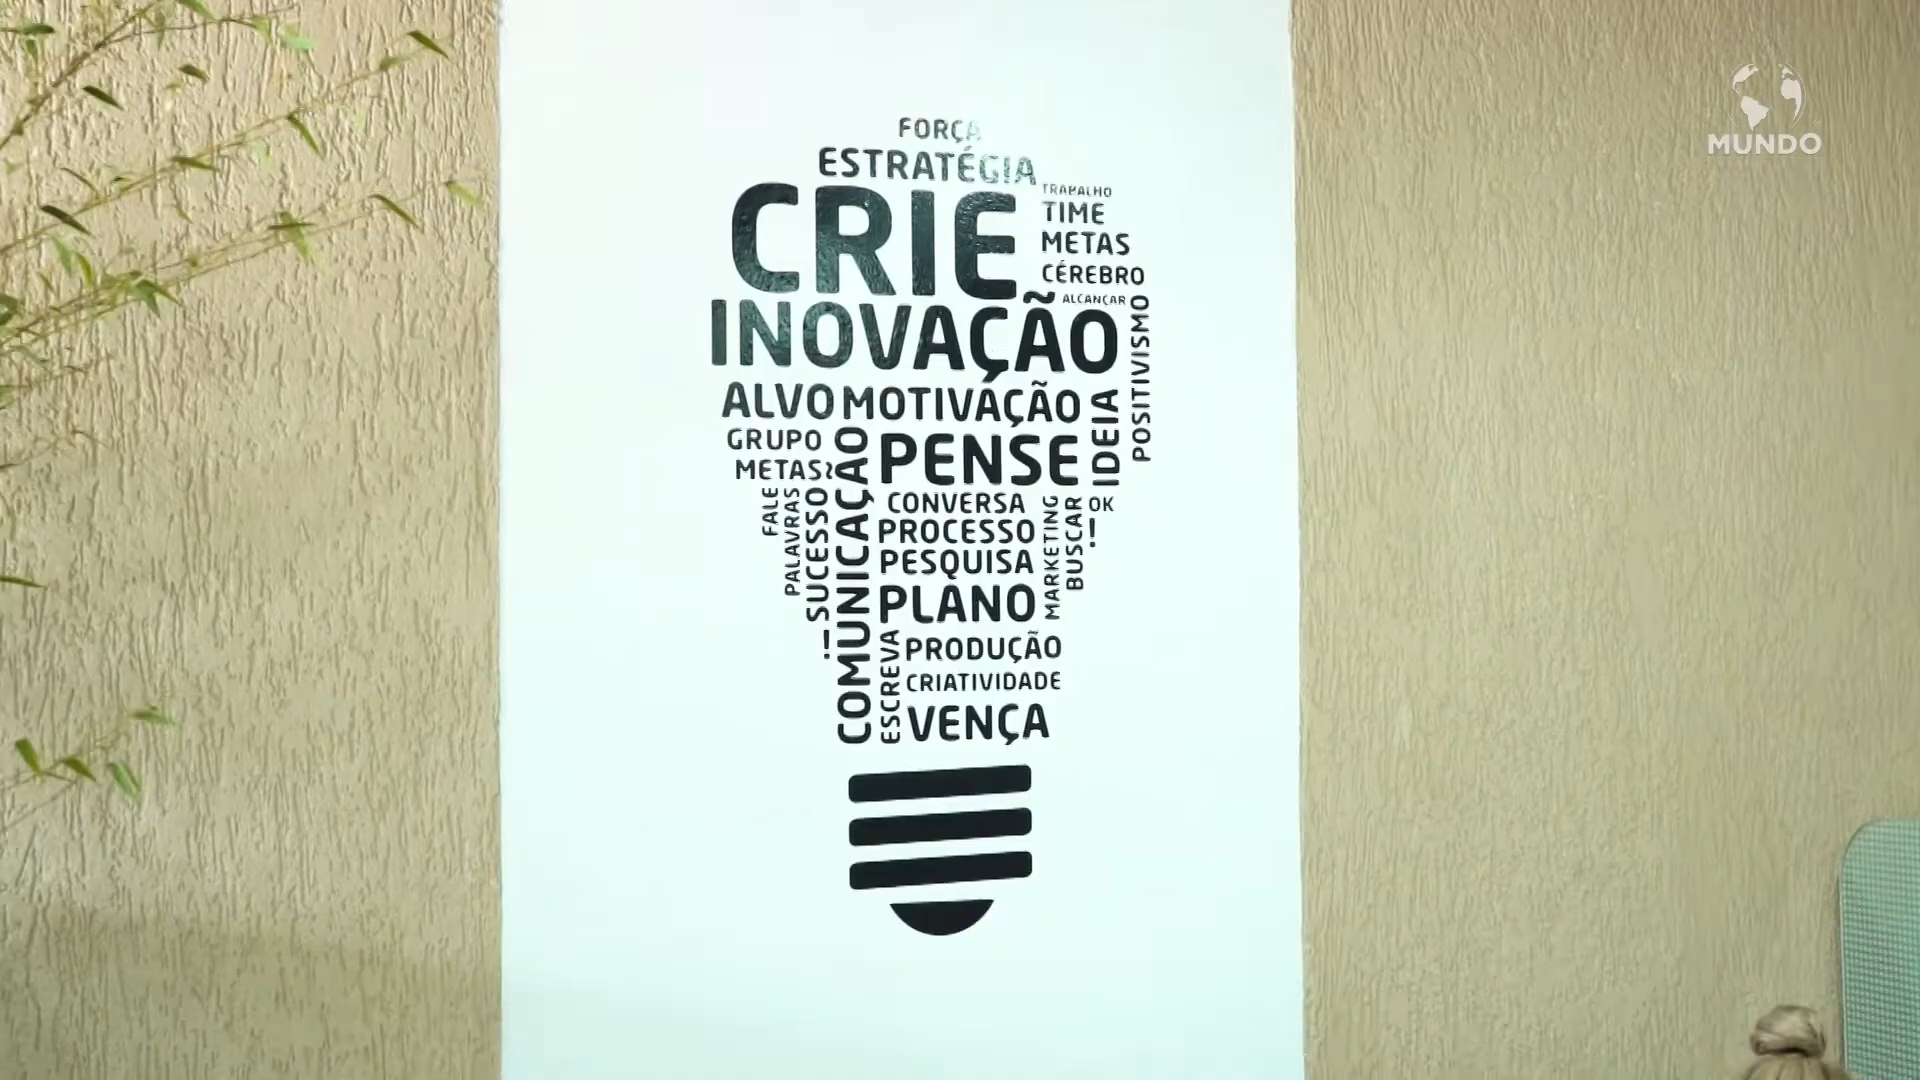 FORÇA
ESTRATÉGIA
CRIE
TRABALHO
TIME
METAS
CÉREBRO
ALCANÇAR
INOVAÇÃO
POSITIVISMO
ALVO
MOTIVAÇÃO
IDEIA
GRUPO
METAS
PENSE
COMUNICAÇÃO
FALE
PALAVRAS
SUCESSO!!
CONVERSA
PROCESSO
PESQUISA
MARKETING
BUSCAR
OK
!!
PLANO
ESCREVA
PRODUÇÃO
CRIATIVIDADE
VENÇA
MUNDO